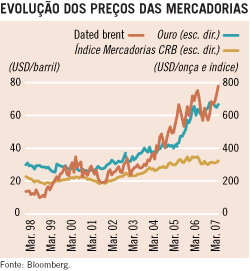 EVOLUÇÃO DOS PREÇOS DAS MERCADORIAS
Dated brent Ouro (esc. dir.)
Índice Mercadorias CRB (esc. dir.)
(USD/barril) (USD/onça e índice)
80 800
60 600
40 400
20 200
0 0
Mar. 98 Mar. 99 Mar. 00 Mar. 01 Mar. 02 Mar. 03 Mar. 04 Mar. 05 Mar. 06 Mar. 07
Fonte: Bloomberg.